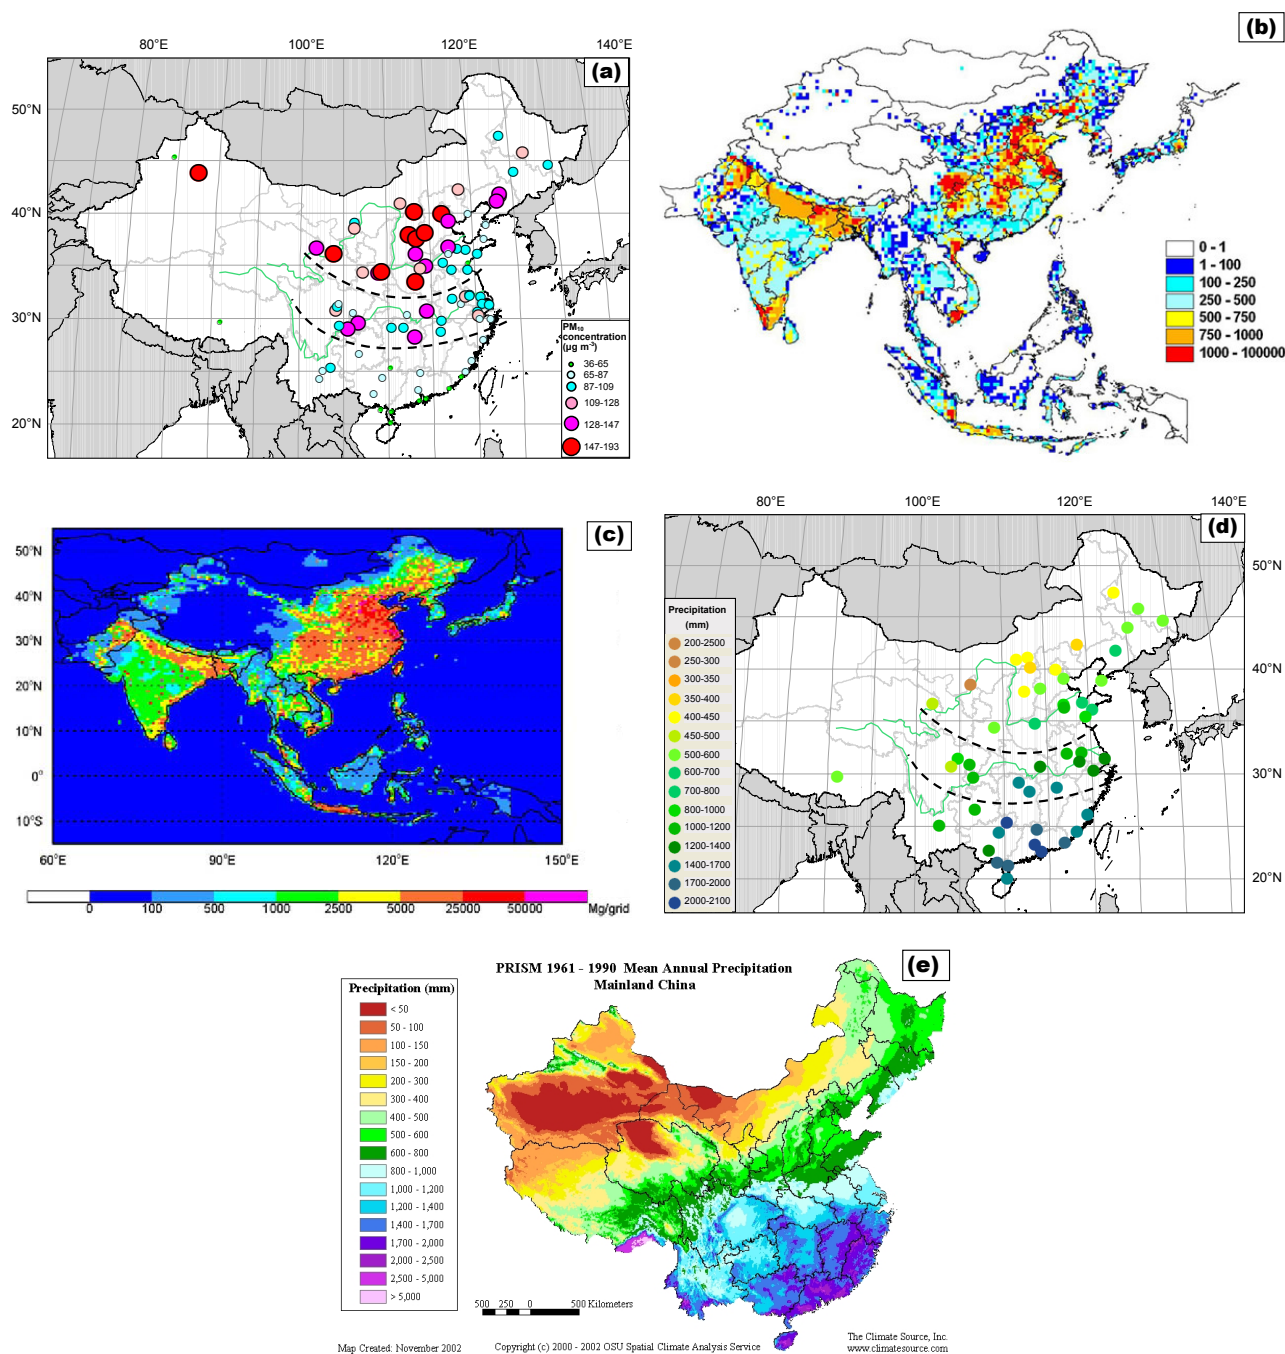 (a)
80°E 100°E 120°E 140°E
50°N
40°N
30°N
20°N
PM10
concentration
(µg m-3)
36-65
65-87
87-109
109-128
128-147
147-193
(b)
0 - 1
1 - 100
100 - 250
250 - 500
500 - 750
750 - 1000
1000 - 100000
(c)
50°N
40°N
30°N
20°N
10°N
0°
10°S
60°E 90°E 120°E 150°E
0 100 500 1000 2500 5000 25000 50000 Mg/grid
(d)
80°E 100°E 120°E 140°E
50°N
40°N
30°N
20°N
Precipitation
(mm)
200-2500
250-300
300-350
350-400
400-450
450-500
500-600
600-700
700-800
800-1000
1000-1200
1200-1400
1400-1700
1700-2000
2000-2100
(e)
PRISM 1961 - 1990 Mean Annual Precipitation
Mainland China
Precipitation (mm)
< 50
50 - 100
100 - 150
150 - 200
200 - 300
300 - 400
400 - 500
500 - 600
600 - 800
800 - 1,000
1,000 - 1,200
1,200 - 1,400
1,400 - 1,700
1,700 - 2,000
2,000 - 2,500
2,500 - 5,000
> 5,000
500 250 0 500 Kilometers
Map Created: November 2002
Copyright (c) 2000 - 2002 OSU Spatial Climate Analysis Service
The Climate Source, Inc.
www.climatesource.com